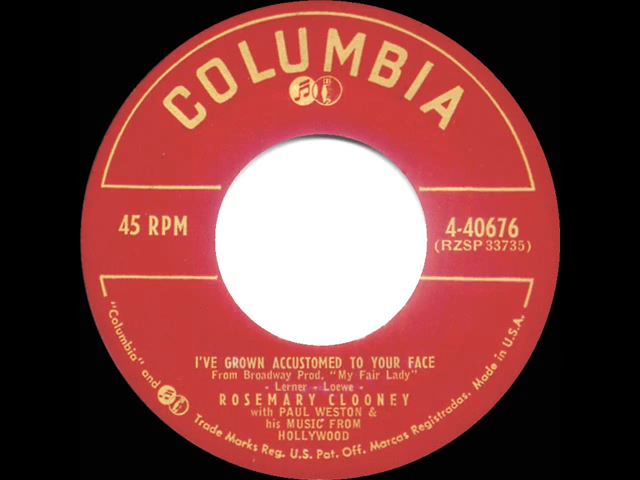 COLUMBIA
45 RPM
4-40676
(RZSP 33735)
I'VE GROWN ACCUSTOMED TO YOUR FACE
From Broadway Prod. "My Fair Lady"
- Lerner - Loewe -
ROSEMARY CLOONEY
with PAUL WESTON &
his MUSIC FROM
HOLLYWOOD
"Columbia" and Trade Marks Reg. U.S. Pat. Off. Marcas Registradas. Made in U.S.A.